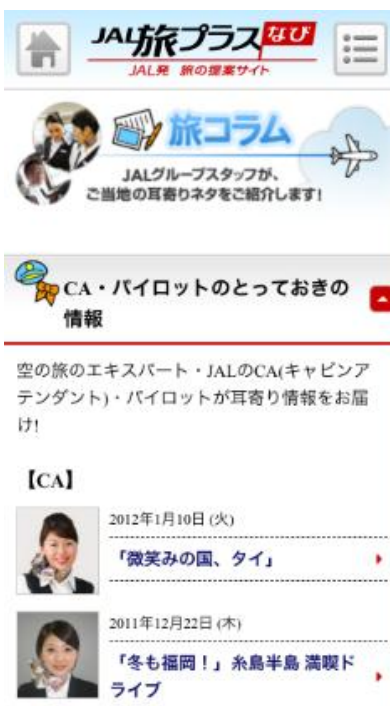 JAL旅プラスなび
JAL発 旅の提案サイト
旅コラム
JALグループスタッフが、
ご当地の耳寄りネタをご紹介します!
CA・パイロットのとっておきの
情報
空の旅のエキスパート・JALのCA(キャビンア
テンダント)・パイロットが耳寄り情報をお届
け!
【CA】
2012年1月10日 (火)
「微笑みの国、タイ」
2011年12月22日 (木)
「冬も福岡！」糸島半島 満喫ド
ライブ